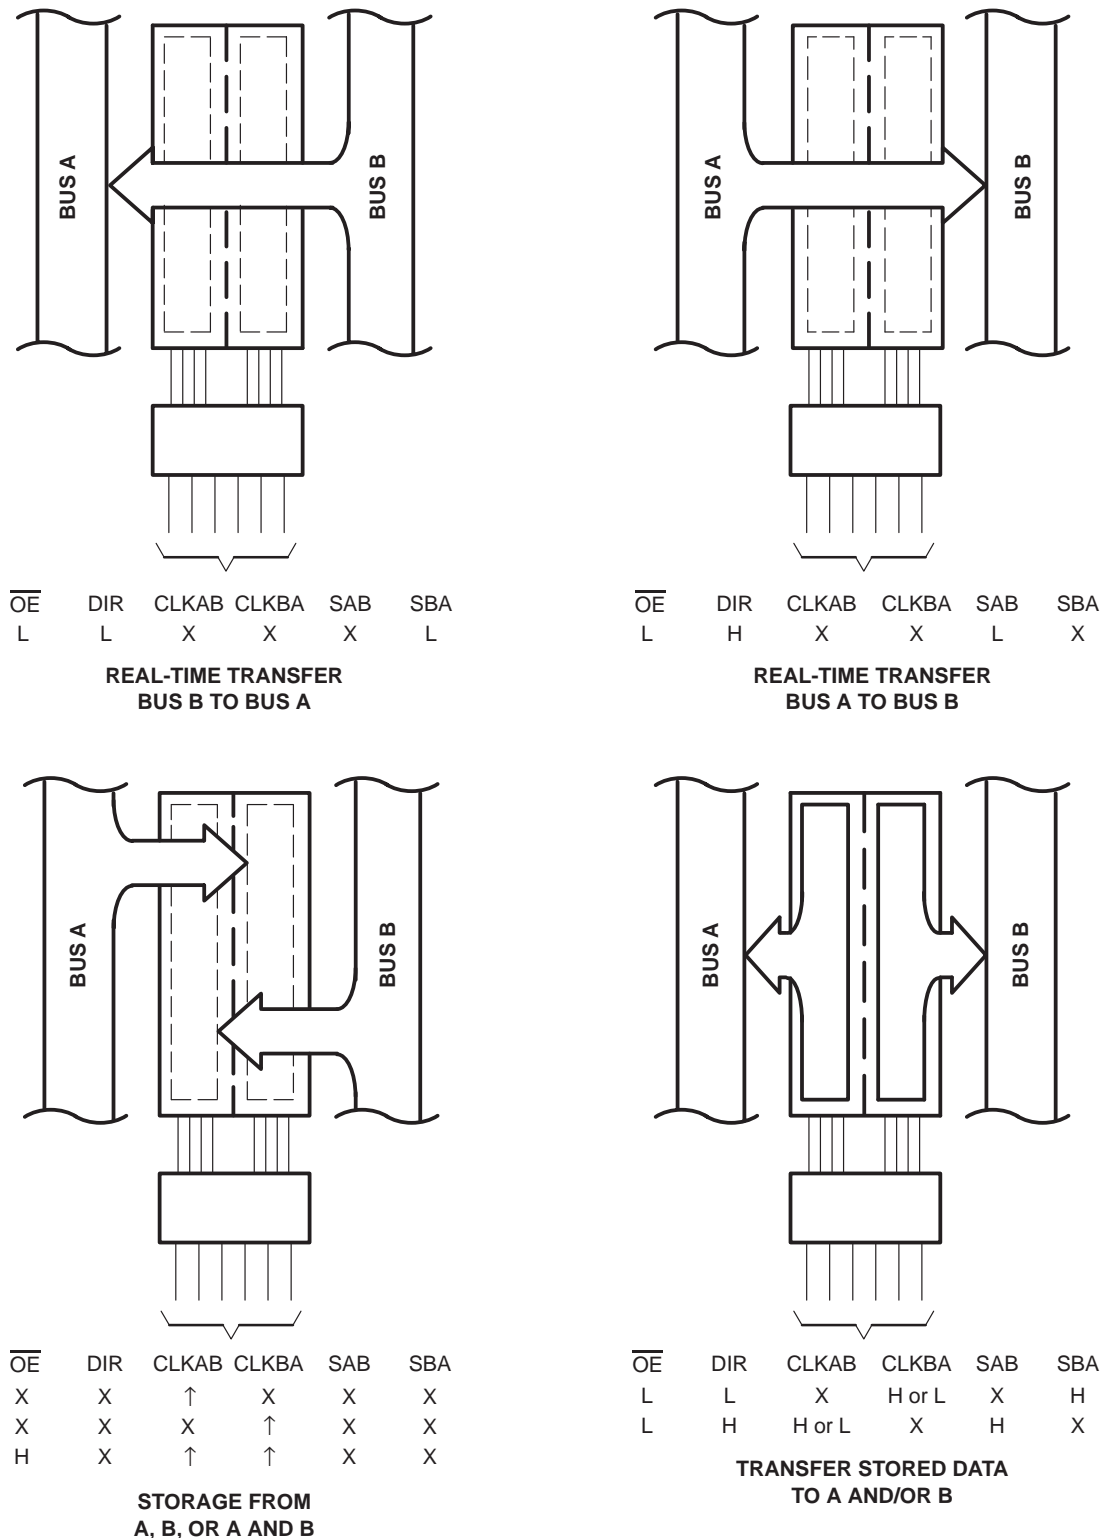 BUS A
BUS B
OE DIR CLKAB CLKBA SAB SBA
L L X X X L
REAL-TIME TRANSFER
BUS B TO BUS A
BUS A
BUS B
OE DIR CLKAB CLKBA SAB SBA
L H X X L X
REAL-TIME TRANSFER
BUS A TO BUS B
BUS A
BUS B
OE DIR CLKAB CLKBA SAB SBA
X X ↑ X X X
X X X ↑ X X
H X ↑ ↑ X X
STORAGE FROM
A, B, OR A AND B
BUS A
BUS B
OE DIR CLKAB CLKBA SAB SBA
L L X H or L X H
L H H or L X H X
TRANSFER STORED DATA
TO A AND/OR B